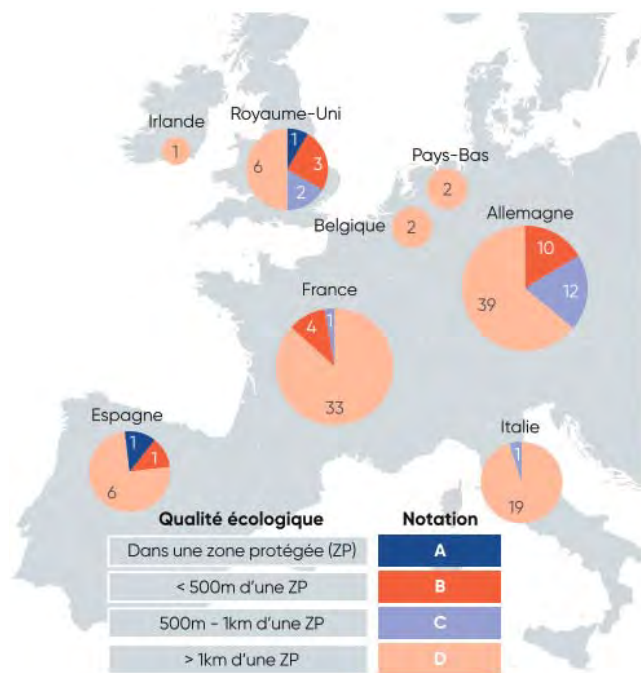 Royaume-Uni
Irlande
1
1
6
3
2
Pays-Bas
2
Belgique
2
Allemagne
10
12
39
France
4
1
33
Espagne
1
1
6
Italie
1
19
Qualité écologique Notation
Dans une zone protégée (ZP) A
< 500m d'une ZP B
500m - 1km d'une ZP C
> 1km d'une ZP D